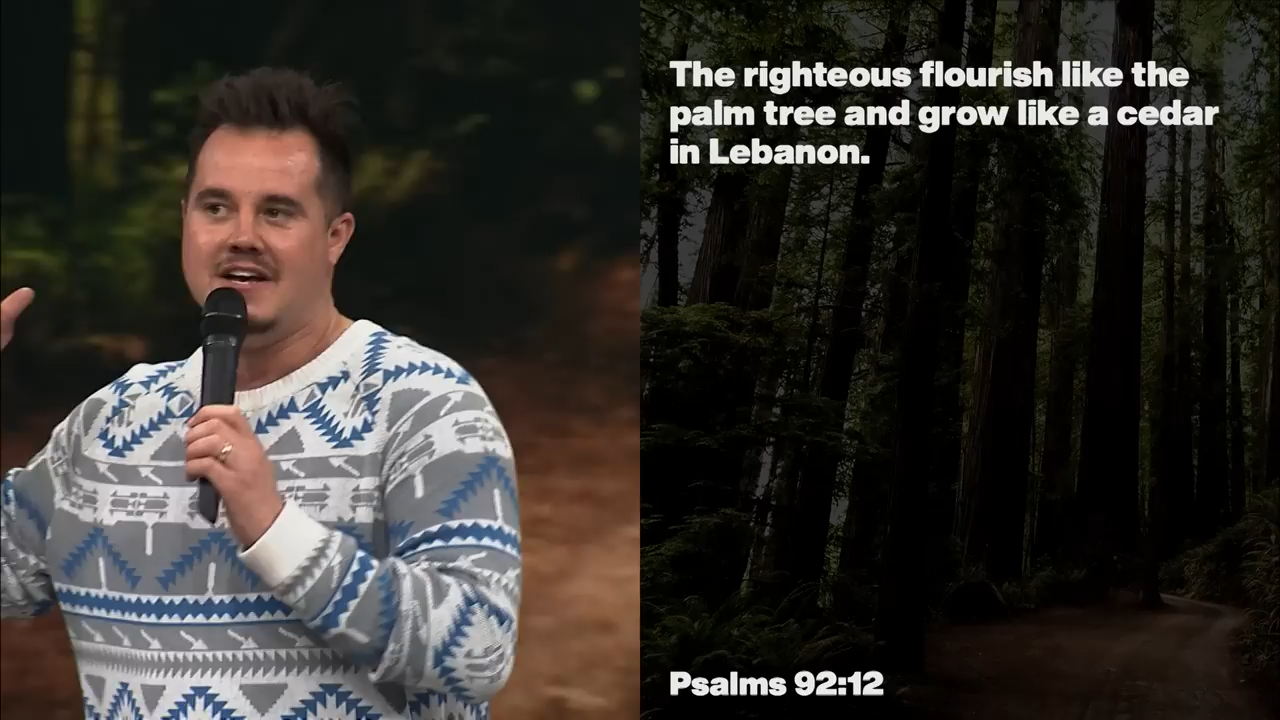 The righteous flourish like the
palm tree and grow like a cedar
in Lebanon.
Psalms 92:12